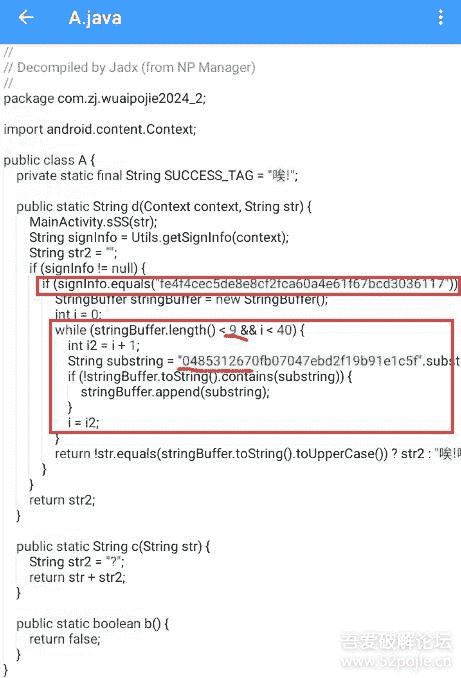 A.java
//
// Decompiled by Jadx (from NP Manager)
//
package com.zj.wuaipojie2024_2;
import android.content.Context;
public class A {
private static final String SUCCESS_TAG = "唉!";
public static String d(Context context, String str) {
MainActivity.sSS(str);
String signInfo = Utils.getSignInfo(context);
String str2 = "";
if (signInfo != null) {
if (signInfo.equals("fe4f4cec5de8e8cf2fca60a4e61f67bcd3036117"))
StringBuffer stringBuffer = new StringBuffer();
int i = 0;
while (stringBuffer.length() < 9 && i < 40) {
int i2 = i + 1;
String substring = "0485312670fb07047ebd2f19b91e1c5f".subst
if (!stringBuffer.toString().contains(substring)) {
stringBuffer.append(substring);
}
i = i2;
}
return !str.equals(stringBuffer.toString().toUpperCase()) ? str2 : "唉!
}
}
return str2;
}
public static String c(String str) {
String str2 = "?";
return str + str2;
}
public static boolean b() {
return false;
}
}
吾爱破解论坛
www.52pojie.cn